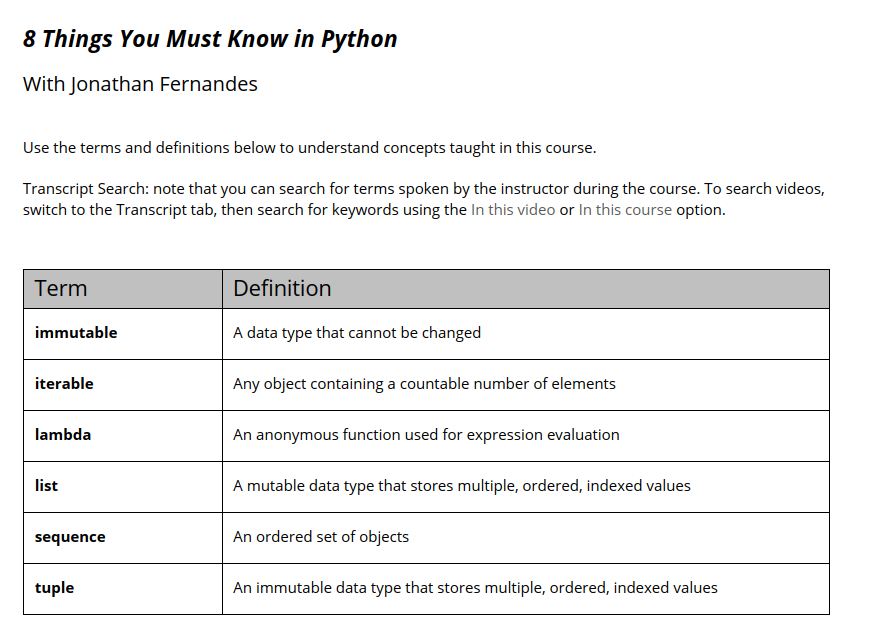 8 Things You Must Know in Python
With Jonathan Fernandes
Use the terms and definitions below to understand concepts taught in this course.
Transcript Search: note that you can search for terms spoken by the instructor during the course. To search videos,
switch to the Transcript tab, then search for keywords using the In this video or In this course option.
Term Definition
immutable A data type that cannot be changed
iterable Any object containing a countable number of elements
lambda An anonymous function used for expression evaluation
list A mutable data type that stores multiple, ordered, indexed values
sequence An ordered set of objects
tuple An immutable data type that stores multiple, ordered, indexed values